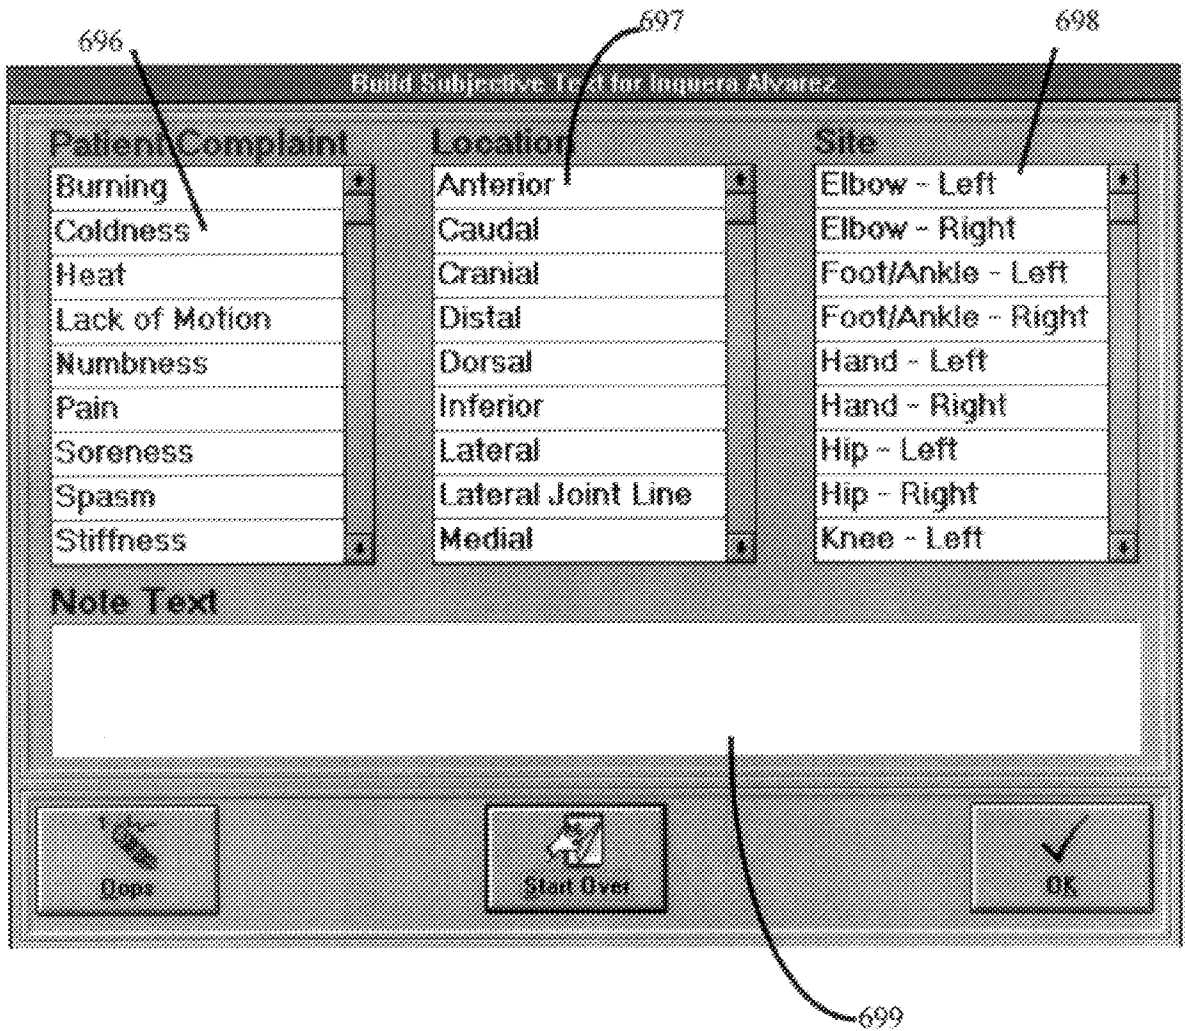 696
697
698
Build Subjective Text for Inguera Alvarez
Patient Complaint
Location
Site
Burning
Anterior
Elbow - Left
Coldness
Caudal
Elbow - Right
Heat
Cranial
Foot/Ankle - Left
Lack of Motion
Distal
Foot/Ankle - Right
Numbness
Dorsal
Hand - Left
Pain
Inferior
Hand - Right
Soreness
Lateral
Hip - Left
Spasm
Lateral Joint Line
Hip - Right
Stiffness
Medial
Knee - Left
Note Text
Oops
Start Over
OK
699